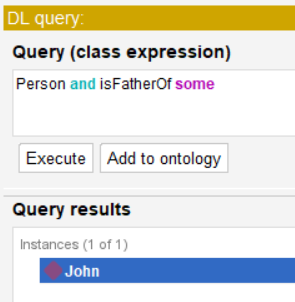 DL query:
Query (class expression)
Person and isFatherOf some
Execute Add to ontology
Query results
Instances (1 of 1)
John